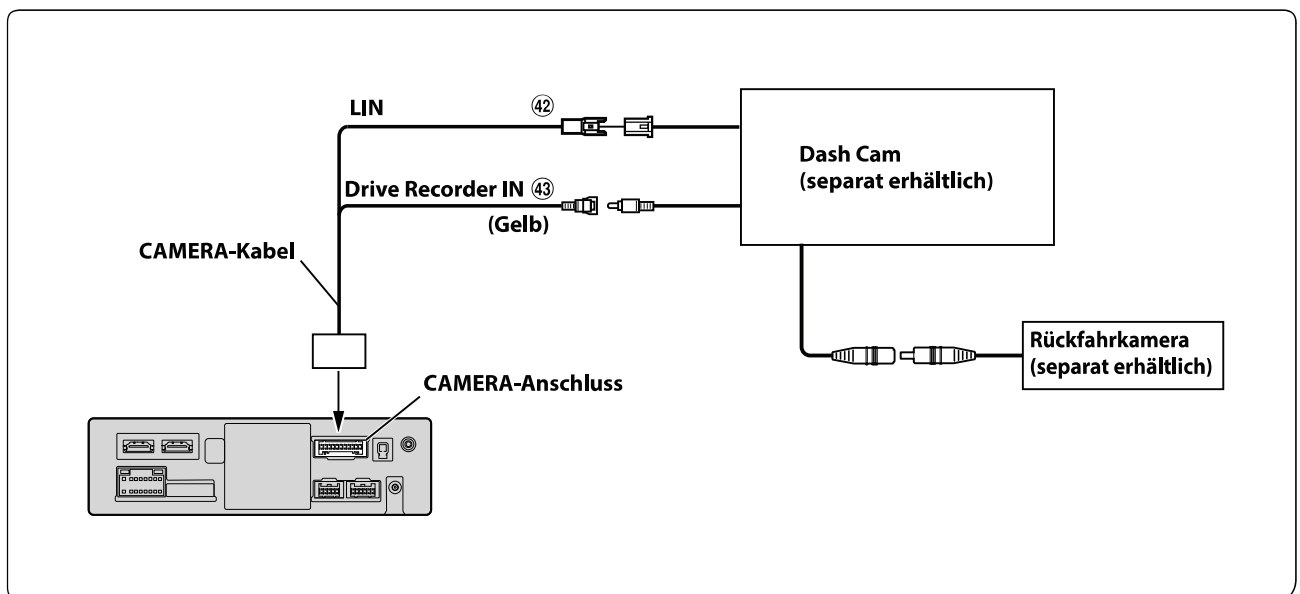 LIN ㊷
Drive Recorder IN ㊸
(Gelb)
Dash Cam
(separat erhältlich)
CAMERA-Kabel
CAMERA-Anschluss
Rückfahrkamera
(separat erhältlich)